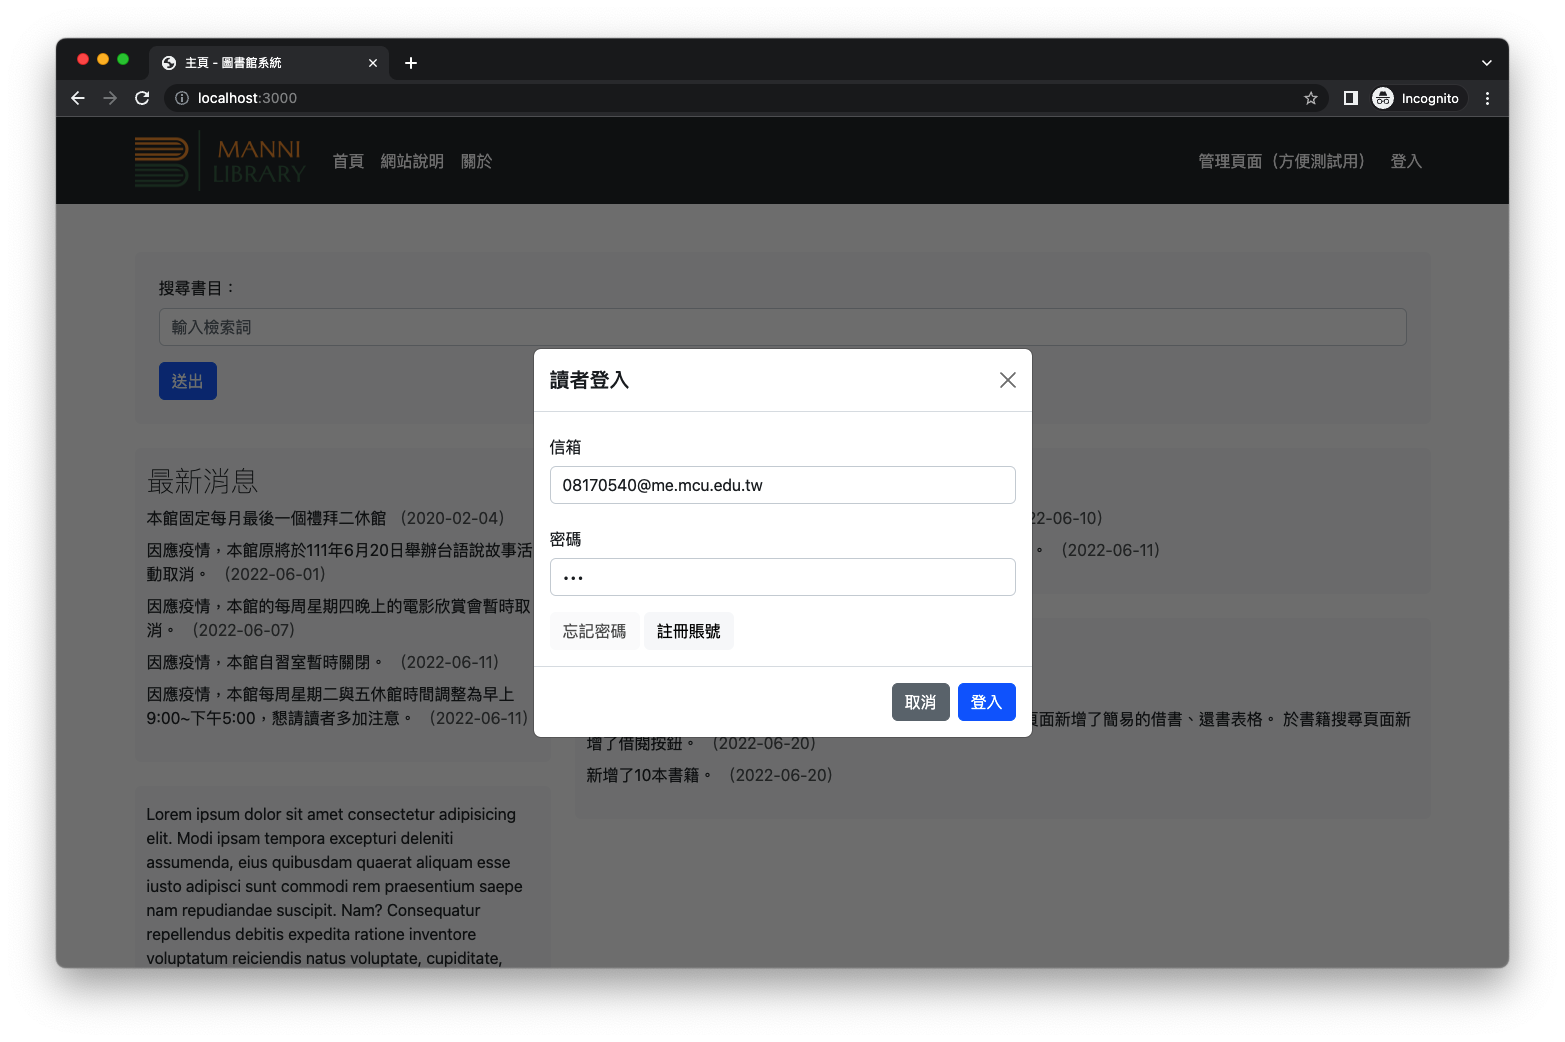 主頁 - 圖書館系統
localhost:3000
Incognito
MANNI
LIBRARY
首頁 網站說明 關於
管理頁面（方便測試用） 登入
搜尋書目：
輸入檢索詞
送出
讀者登入
信箱
08170540@me.mcu.edu.tw
密碼
•••
忘記密碼 註冊賬號
取消 登入
最新消息
本館固定每月最後一個禮拜二休館 （2020-02-04）
因應疫情，本館原將於111年6月20日舉辦台語說故事活
動取消。 （2022-06-01）
因應疫情，本館的每周星期四晚上的電影欣賞會暫時取
消。 （2022-06-07）
因應疫情，本館自習室暫時關閉。 （2022-06-11）
因應疫情，本館每周星期二與五休館時間調整為早上
9:00~下午5:00，懇請讀者多加注意。 （2022-06-11）
22-06-10）
。 （2022-06-11）
頁面新增了簡易的借書、還書表格。 於書籍搜尋頁面新
增了借閱按鈕。 （2022-06-20）
新增了10本書籍。 （2022-06-20）
Lorem ipsum dolor sit amet consectetur adipisicing
elit. Modi ipsam tempora excepturi deleniti
assumenda, eius quibusdam quaerat aliquam esse
iusto adipisci sunt commodi rem praesentium saepe
nam repudiandae suscipit. Nam? Consequatur
repellendus debitis expedita ratione inventore
voluptatum reiciendis natus voluptate, cupiditate,